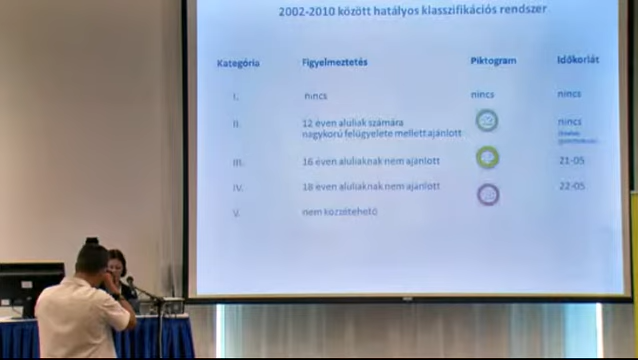 2002-2010 között hatályos klasszifikációs rendszer
Kategória Figyelmeztetés Piktogram Időkorlát
I. nincs nincs nincs
II. 12 éven aluliak számára nagykorú felügyelete mellett ajánlott nincs
III. 16 éven aluliaknak nem ajánlott 21-05
IV. 18 éven aluliaknak nem ajánlott 22-05
V. nem közzétehető